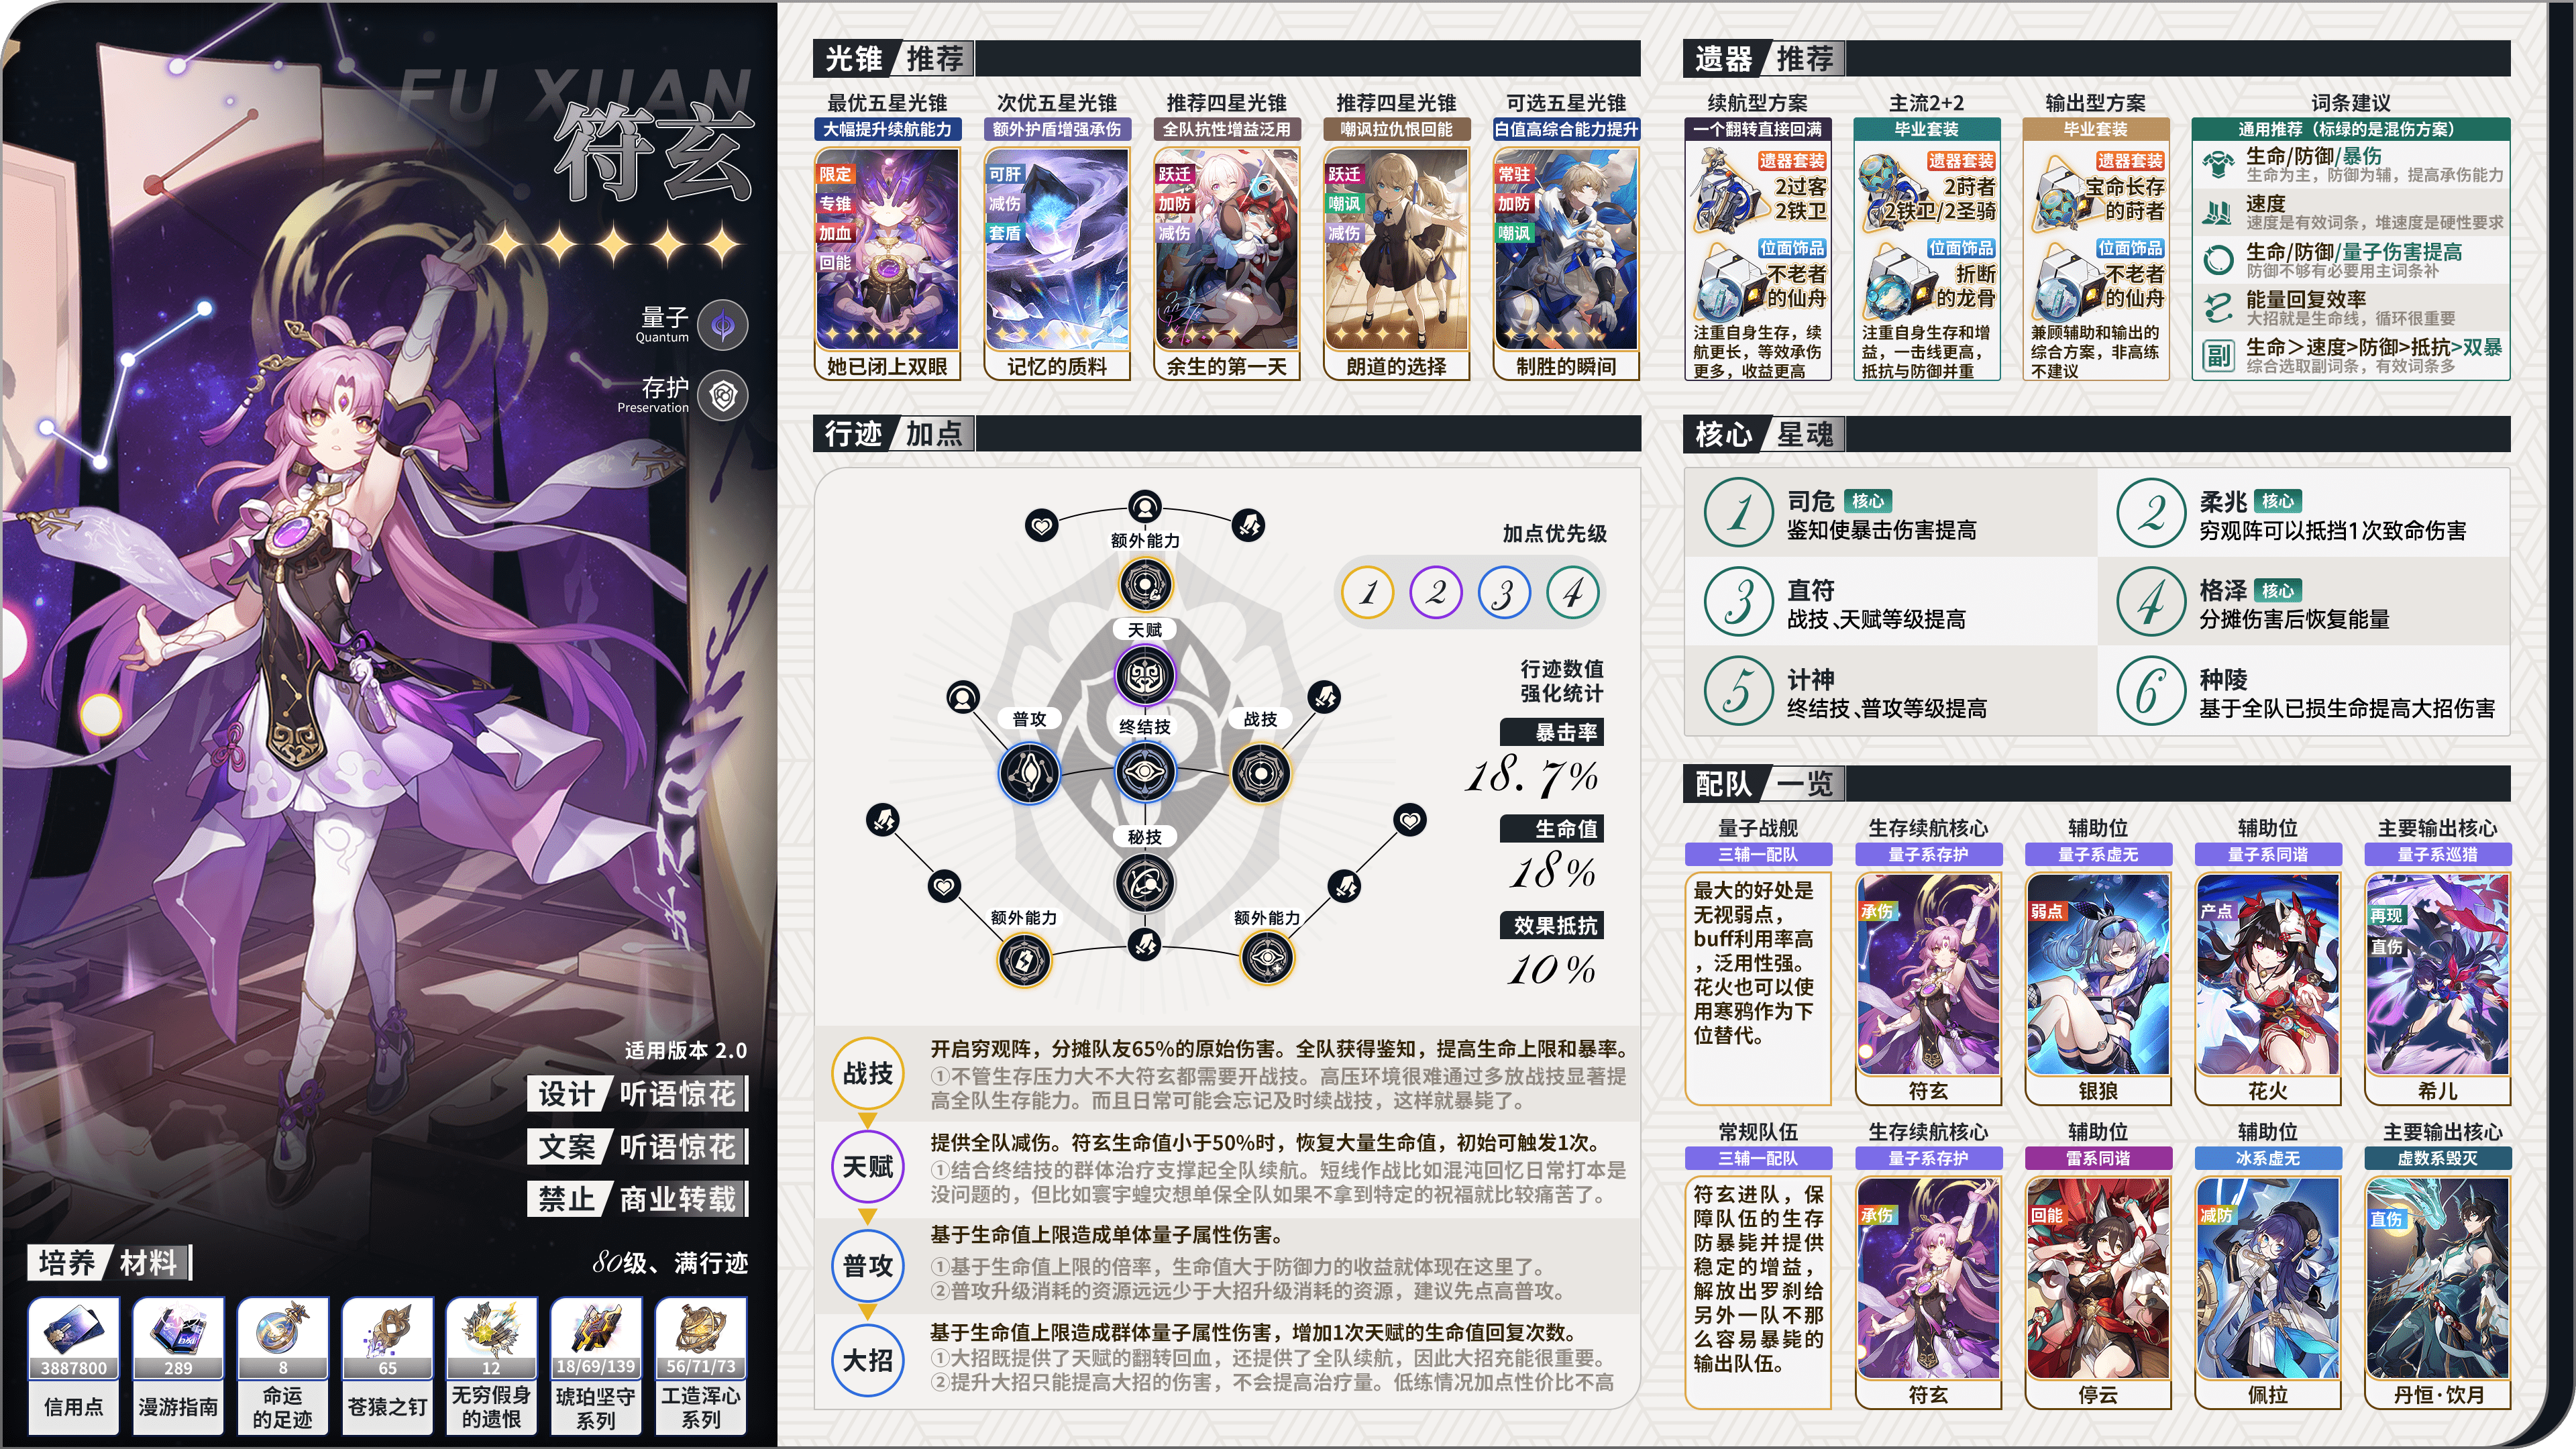 FU XUAN
符玄
量子
Quantum
存护
Preservation
适用版本 2.0
设计 听语惊花
文案 听语惊花
禁止 商业转载
培养 材料
80级、满行迹
3887800
信用点
289
漫游指南
8
命运
的足迹
65
苍猿之钉
12
无穷假身
的遗恨
18/69/139
琥珀坚守
系列
56/71/73
工造浑心
系列
光锥 推荐
最优五星光锥
大幅提升续航能力
限定
专锥
加血
回能
她已闭上双眼
次优五星光锥
额外护盾增强承伤
可肝
减伤
套盾
记忆的质料
推荐四星光锥
全队抗性增益泛用
跃迁
加防
减伤
余生的第一天
推荐四星光锥
嘲讽拉仇恨回能
跃迁
嘲讽
减伤
朗道的选择
可选五星光锥
白值高综合能力提升
常驻
加防
嘲讽
制胜的瞬间
行迹 加点
额外能力
天赋
普攻
终结技
战技
秘技
额外能力
额外能力
加点优先级
1 2 3 4
行迹数值
强化统计
暴击率
18.7%
生命值
18%
效果抵抗
10%
战技
开启穷观阵，分摊队友65%的原始伤害。全队获得鉴知，提高生命上限和暴率。
①不管生存压力大不大符玄都需要开战技。高压环境很难通过多放战技显著提
高全队生存能力。而且日常可能会忘记及时续战技，这样就暴毙了。
天赋
提供全队减伤。符玄生命值小于50%时，恢复大量生命值，初始可触发1次。
①结合终结技的群体治疗支撑起全队续航。短线作战比如混沌回忆日常打本是
没问题的，但比如寰宇蝗灾想单保全队如果不拿到特定的祝福就比较痛苦了。
普攻
基于生命值上限造成单体量子属性伤害。
①基于生命值上限的倍率，生命值大于防御力的收益就体现在这里了。
②普攻升级消耗的资源远远少于大招升级消耗的资源，建议先点高普攻。
大招
基于生命值上限造成群体量子属性伤害，增加1次天赋的生命值回复次数。
①大招既提供了天赋的翻转回血，还提供了全队续航，因此大招充能很重要。
②提升大招只能提高大招的伤害，不会提高治疗量。低练情况加点性价比不高
遗器 推荐
续航型方案
一个翻转直接回满
遗器套装
2过客
2铁卫
位面饰品
不老者
的仙舟
注重自身生存，续
航更长，等效承伤
更多，收益更高
主流2+2
毕业套装
遗器套装
2莳者
2铁卫/2圣骑
位面饰品
折断
的龙骨
注重自身生存和增
益，一击线更高，
抵抗与防御并重
输出型方案
毕业套装
遗器套装
宝命长存
的莳者
位面饰品
不老者
的仙舟
兼顾辅助和输出的
综合方案，非高练
不建议
词条建议
通用推荐（标绿的是混伤方案）
生命/防御/暴伤
生命为主，防御为辅，提高承伤能力
速度
速度是有效词条，堆速度是硬性要求
生命/防御/量子伤害提高
防御不够有必要用主词条补
能量回复效率
大招就是生命线，循环很重要
副
生命＞速度>防御>抵抗>双暴
综合选取副词条，有效词条多
核心 星魂
1
司危 核心
鉴知使暴击伤害提高
2
柔兆 核心
穷观阵可以抵挡1次致命伤害
3
直符
战技、天赋等级提高
4
格泽 核心
分摊伤害后恢复能量
5
计神
终结技、普攻等级提高
6
种陵
基于全队已损生命提高大招伤害
配队 一览
量子战舰
三辅一配队
最大的好处是
无视弱点，
buff利用率高
，泛用性强。
花火也可以使
用寒鸦作为下
位替代。
生存续航核心
量子系存护
承伤
符玄
辅助位
量子系虚无
弱点
银狼
辅助位
量子系同谐
产点
花火
主要输出核心
量子系巡猎
再现
直伤
希儿
常规队伍
三辅一配队
符玄进队，保
障队伍的生存
防暴毙并提供
稳定的增益，
解放出罗刹给
另外一队不那
么容易暴毙的
输出队伍。
生存续航核心
量子系存护
承伤
符玄
辅助位
雷系同谐
回能
停云
辅助位
冰系虚无
减防
佩拉
主要输出核心
虚数系毁灭
直伤
丹恒·饮月